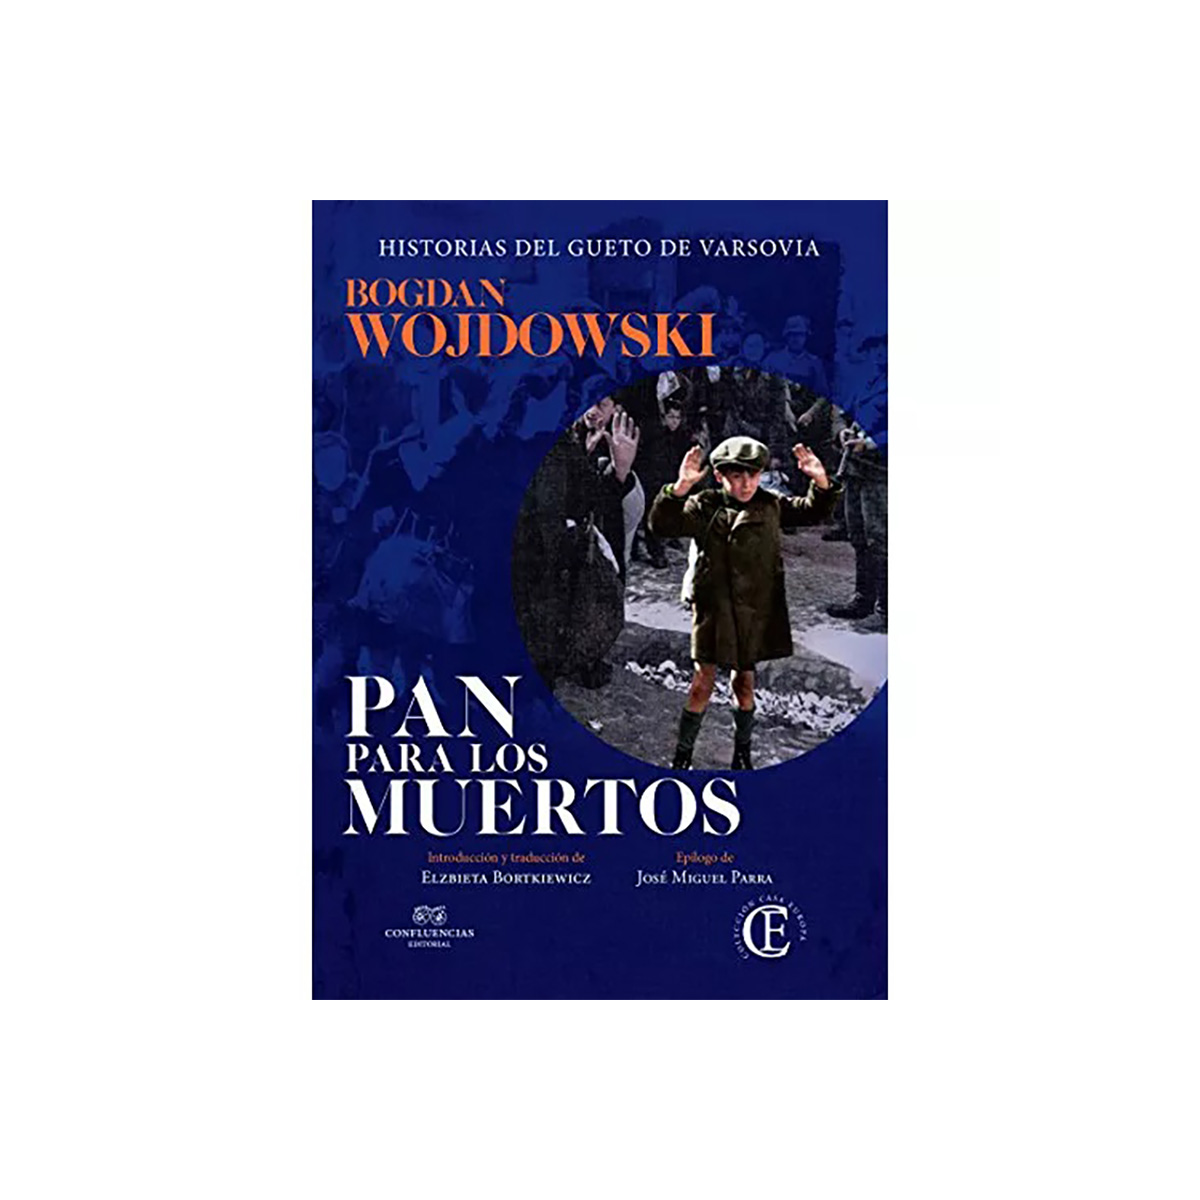 HISTORIAS DEL GUETO DE VARSOVIA
BOGDAN
WOJDOWSKI
PAN
PARA LOS
MUERTOS
Introducción y traducción de
ELZBIETA BORTKIEWICZ
Epílogo de
JOSÉ MIGUEL PARRA
CONFLUENCIAS
EDITORIAL
COLECCIÓN CASA EUROPA
CE